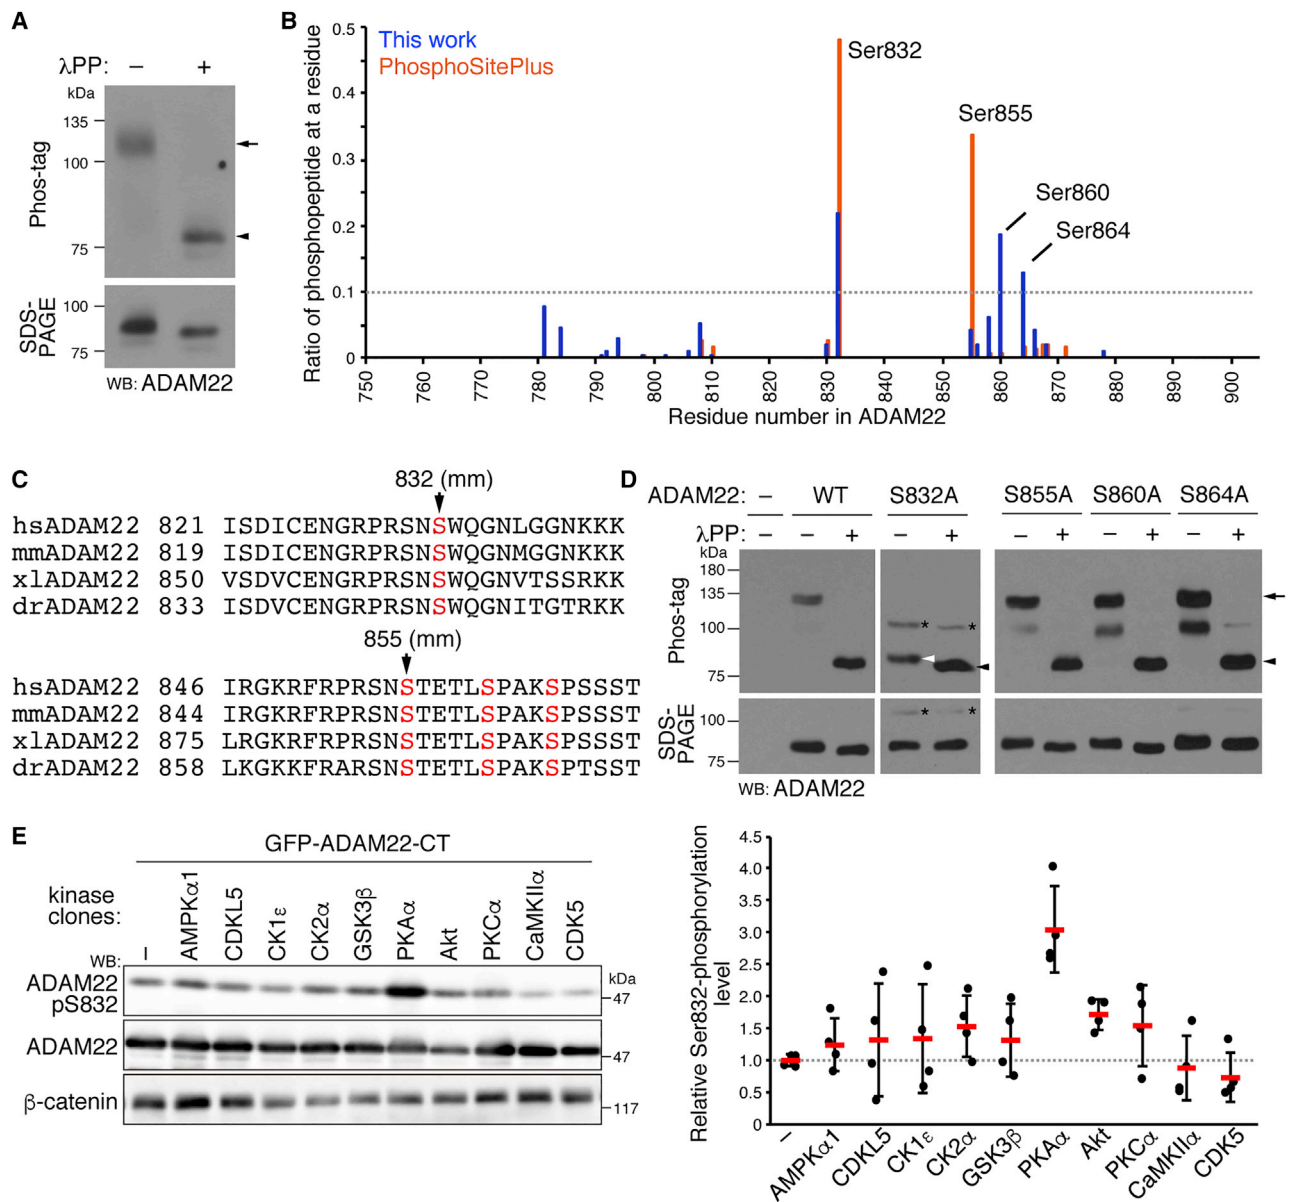 A
λPP: – +
kDa
135
100
75
Phos-tag
100
75
SDS-
PAGE
WB: ADAM22
B
This work
PhosphoSitePlus
Ser832
Ser855
Ser860
Ser864
Ratio of phosphopeptide at a residue
0.5
0.4
0.3
0.2
0.1
0
750 760 770 780 790 800 810 820 830 840 850 860 870 880 890 900
Residue number in ADAM22
C
832 (mm)
hsADAM22 821 ISDICENGRPRSNSWQGNLGGNKKK
mmADAM22 819 ISDICENGRPRSNSWQGNMGGNKKK
xlADAM22 850 VSDVCENGRPRSNSWQGNVTSSRKK
drADAM22 833 ISDVCENGRPRSNSWQGNITGTRKK
855 (mm)
hsADAM22 846 IRGKRFRPRSNSTETLSPAKSPSSST
mmADAM22 844 IRGKRFRPRSNSTETLSPAKSPSSST
xlADAM22 875 LRGKRFRPRSNSTETLSPAKSPSSST
drADAM22 858 LKGKKFRARSNSTETLSPAKSPTSST
D
ADAM22: – WT S832A S855A S860A S864A
λPP: – – + – + – + – + – +
kDa
180
135
100
75
Phos-tag
* *
100
75
SDS-
PAGE
* *
WB: ADAM22
E
GFP-ADAM22-CT
kinase
clones:
– AMPKα1 CDKL5 CK1ε CK2α GSK3β PKAα Akt PKCα CaMKIIα CDK5
WB:
ADAM22
pS832
kDa
47
ADAM22
47
β-catenin
117
Relative Ser832-phosphorylation
level
4.5
4.0
3.5
3.0
2.5
2.0
1.5
1.0
0.5
0
– AMPKα1 CDKL5 CK1ε CK2α GSK3β PKAα Akt PKCα CaMKIIα CDK5